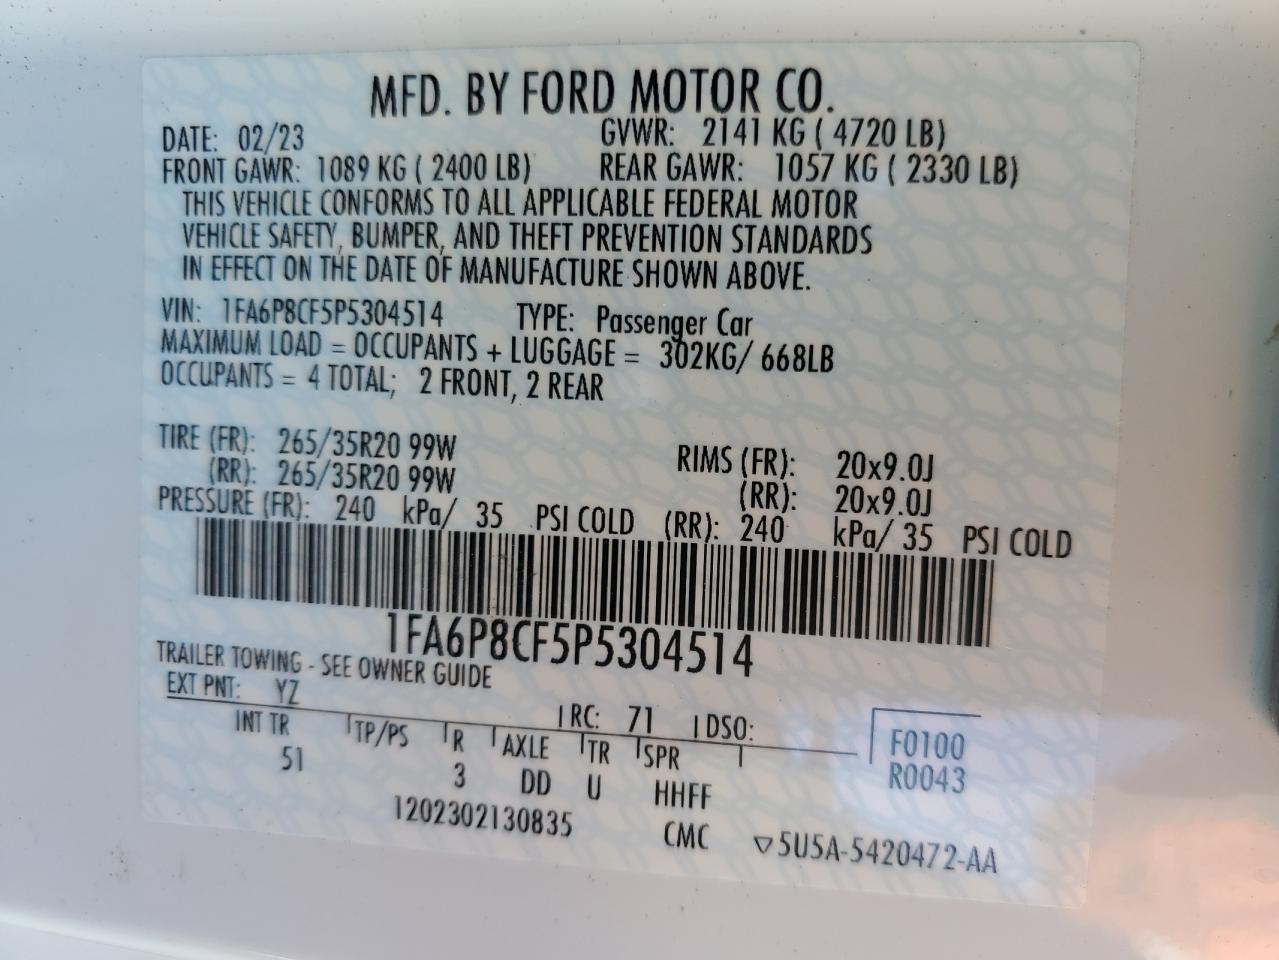 MFD. BY FORD MOTOR CO.
DATE: 02/23 GVWR: 2141 KG ( 4720 LB)
FRONT GAWR: 1089 KG ( 2400 LB) REAR GAWR: 1057 KG ( 2330 LB)
THIS VEHICLE CONFORMS TO ALL APPLICABLE FEDERAL MOTOR
VEHICLE SAFETY, BUMPER, AND THEFT PREVENTION STANDARDS
IN EFFECT ON THE DATE OF MANUFACTURE SHOWN ABOVE.
VIN: 1FA6P8CF5P5304514 TYPE: Passenger Car
MAXIMUM LOAD = OCCUPANTS + LUGGAGE = 302KG/ 668LB
OCCUPANTS = 4 TOTAL; 2 FRONT, 2 REAR
TIRE (FR): 265/35R20 99W RIMS (FR): 20x9.0J
(RR): 265/35R20 99W (RR): 20x9.0J
PRESSURE (FR): 240 kPa/ 35 PSI COLD (RR): 240 kPa/ 35 PSI COLD
1FA6P8CF5P5304514
TRAILER TOWING - SEE OWNER GUIDE
EXT PNT: YZ RC: 71 DSO:
INT TR TP/PS R AXLE TR SPR
51 3 DD U HHFF
F0100
R0043
1202302130835 CMC ▽5U5A-5420472-AA